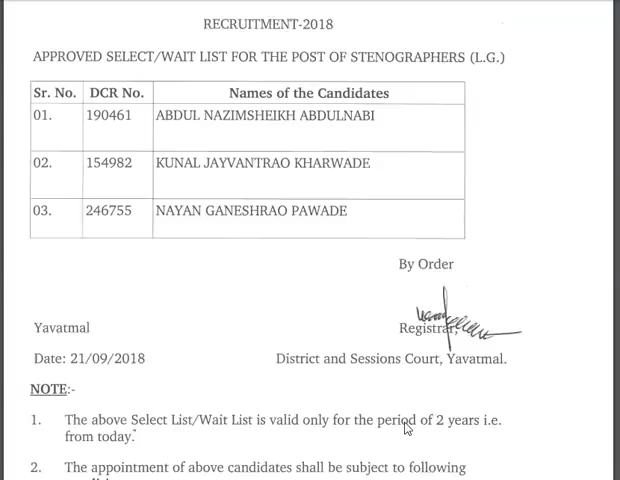 RECRUITMENT-2018
APPROVED SELECT/WAIT LIST FOR THE POST OF STENOGRAPHERS (L.G.)
Sr. No. DCR No. Names of the Candidates
01. 190461 ABDUL NAZIMSHEIKH ABDULNABI
02. 154982 KUNAL JAYVANTRAO KHARWADE
03. 246755 NAYAN GANESHRAO PAWADE
By Order
Yavatmal Registrar,
Date: 21/09/2018 District and Sessions Court, Yavatmal.
NOTE:-
1. The above Select List/Wait List is valid only for the period of 2 years i.e.
from today.
2. The appointment of above candidates shall be subject to following